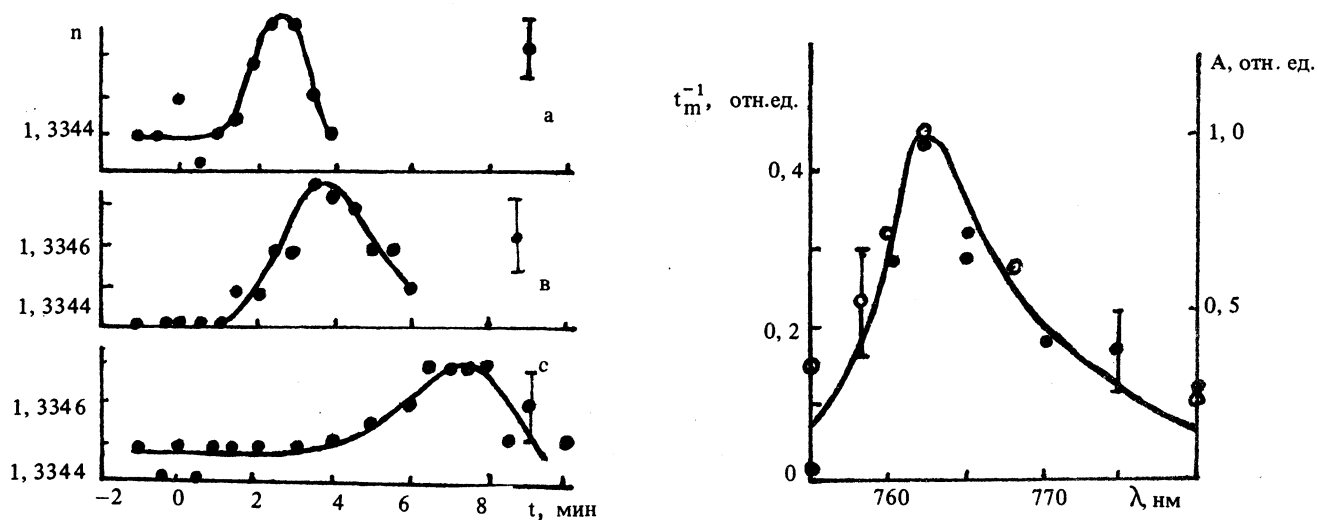 n
1, 3344
а
1, 3346
1, 3344
в
1, 3346
1, 3344
с
−2 0 2 4 6 8
t, мин
t_m^{-1}, отн.ед.
А, отн. ед.
0, 4
0, 2
0
1, 0
0, 5
760 770 λ, нм